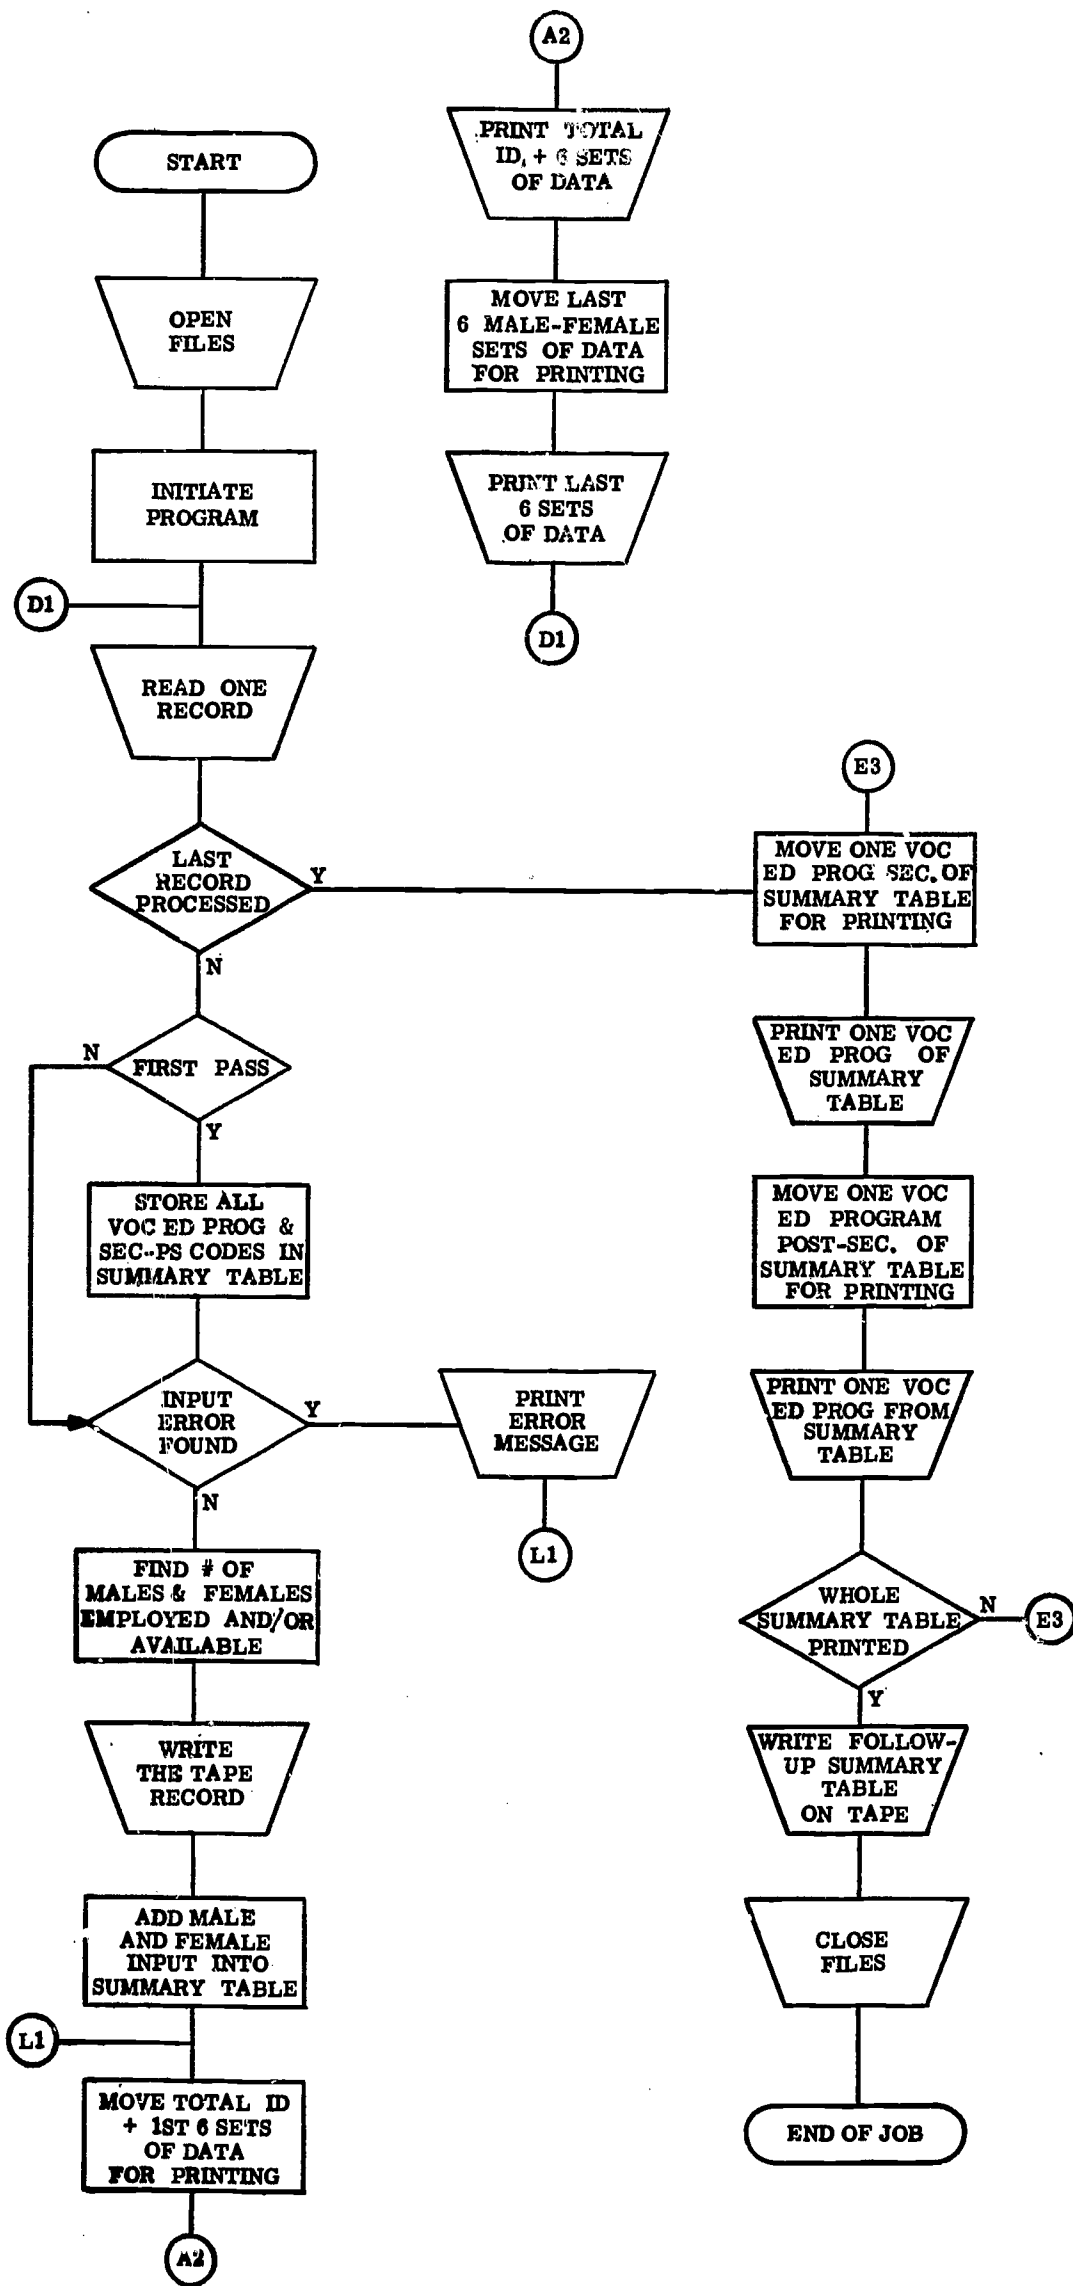 START
OPEN
FILES
INITIATE
PROGRAM
D1
READ ONE
RECORD
LAST
RECORD
PROCESSED
Y
N
FIRST PASS
N
Y
STORE ALL
VOC ED PROG &
SEC-PS CODES IN
SUMMARY TABLE
INPUT
ERROR
FOUND
Y
N
PRINT
ERROR
MESSAGE
L1
FIND # OF
MALES & FEMALES
EMPLOYED AND/OR
AVAILABLE
WRITE
THE TAPE
RECORD
ADD MALE
AND FEMALE
INPUT INTO
SUMMARY TABLE
L1
MOVE TOTAL ID
+ 1ST 6 SETS
OF DATA
FOR PRINTING
A2
A2
PRINT TOTAL
ID, + 6 SETS
OF DATA
MOVE LAST
6 MALE-FEMALE
SETS OF DATA
FOR PRINTING
PRINT LAST
6 SETS
OF DATA
D1
E3
MOVE ONE VOC
ED PROG SEC. OF
SUMMARY TABLE
FOR PRINTING
PRINT ONE VOC
ED PROG OF
SUMMARY
TABLE
MOVE ONE VOC
ED PROGRAM
POST-SEC. OF
SUMMARY TABLE
FOR PRINTING
PRINT ONE VOC
ED PROG FROM
SUMMARY
TABLE
WHOLE
SUMMARY TABLE
PRINTED
N
E3
Y
WRITE FOLLOW-
UP SUMMARY
TABLE
ON TAPE
CLOSE
FILES
END OF JOB